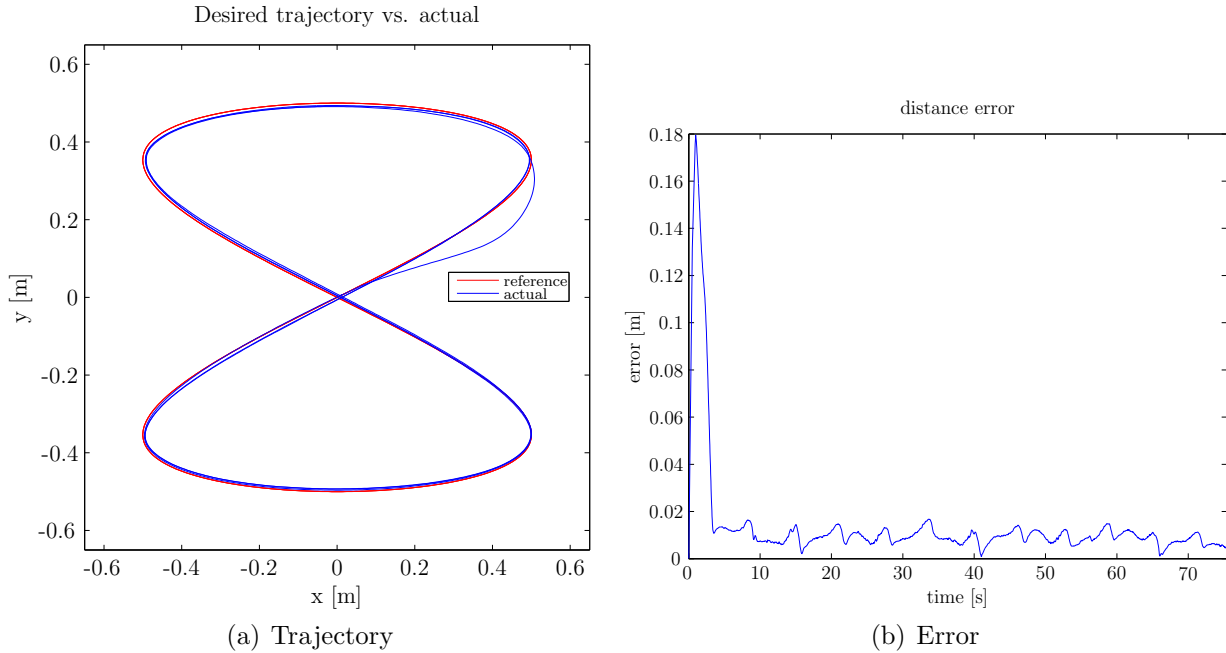 Desired trajectory vs. actual
0.6
0.4
0.2
0
-0.2
-0.4
-0.6
y [m]
reference
actual
-0.6 -0.4 -0.2 0 0.2 0.4 0.6
x [m]
(a) Trajectory
distance error
0.18
0.16
0.14
0.12
0.1
0.08
0.06
0.04
0.02
0
error [m]
0 10 20 30 40 50 60 70
time [s]
(b) Error